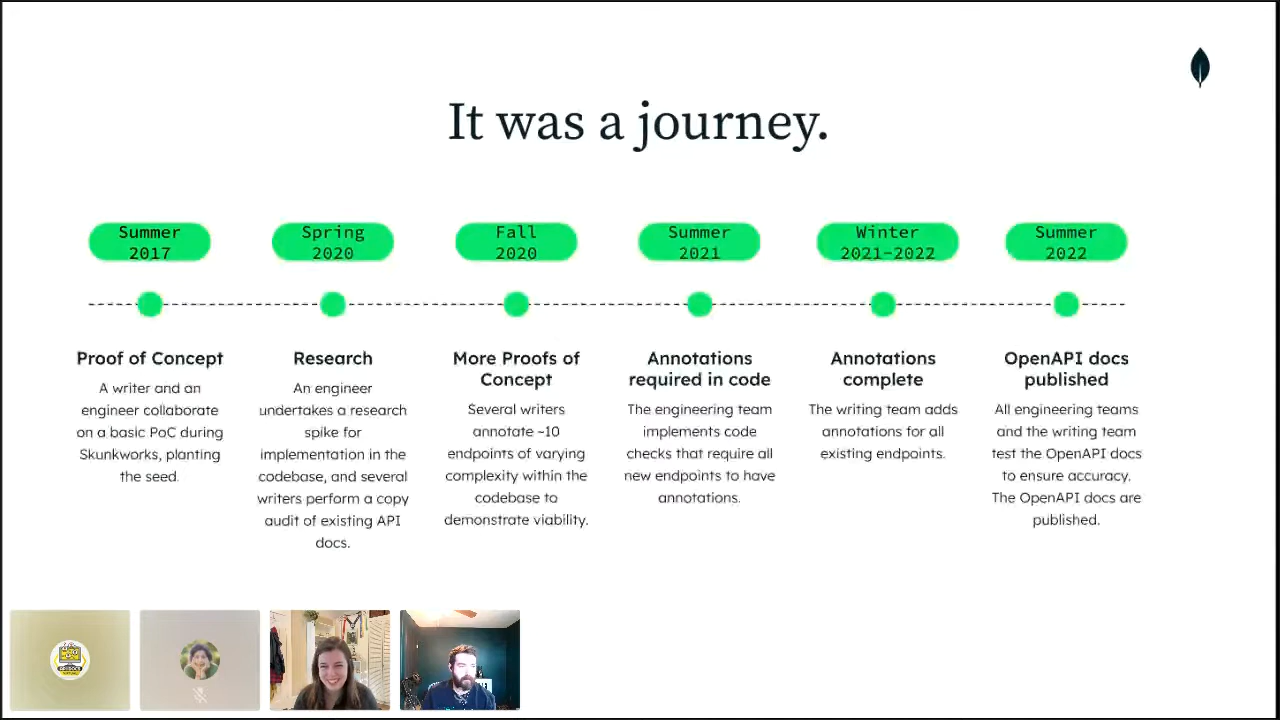 It was a journey.
Summer
2017
Spring
2020
Fall
2020
Summer
2021
Winter
2021-2022
Summer
2022
Proof of Concept
A writer and an
engineer collaborate
on a basic PoC during
Skunkworks, planting
the seed.
Research
An engineer
undertakes a research
spike for
implementation in the
codebase, and several
writers perform a copy
audit of existing API
docs.
More Proofs of
Concept
Several writers
annotate ~10
endpoints of varying
complexity within the
codebase to
demonstrate viability.
Annotations
required in code
The engineering team
implements code
checks that require all
new endpoints to have
annotations.
Annotations
complete
The writing team adds
annotations for all
existing endpoints.
OpenAPI docs
published
All engineering teams
and the writing team
test the OpenAPI docs
to ensure accuracy.
The OpenAPI docs are
published.